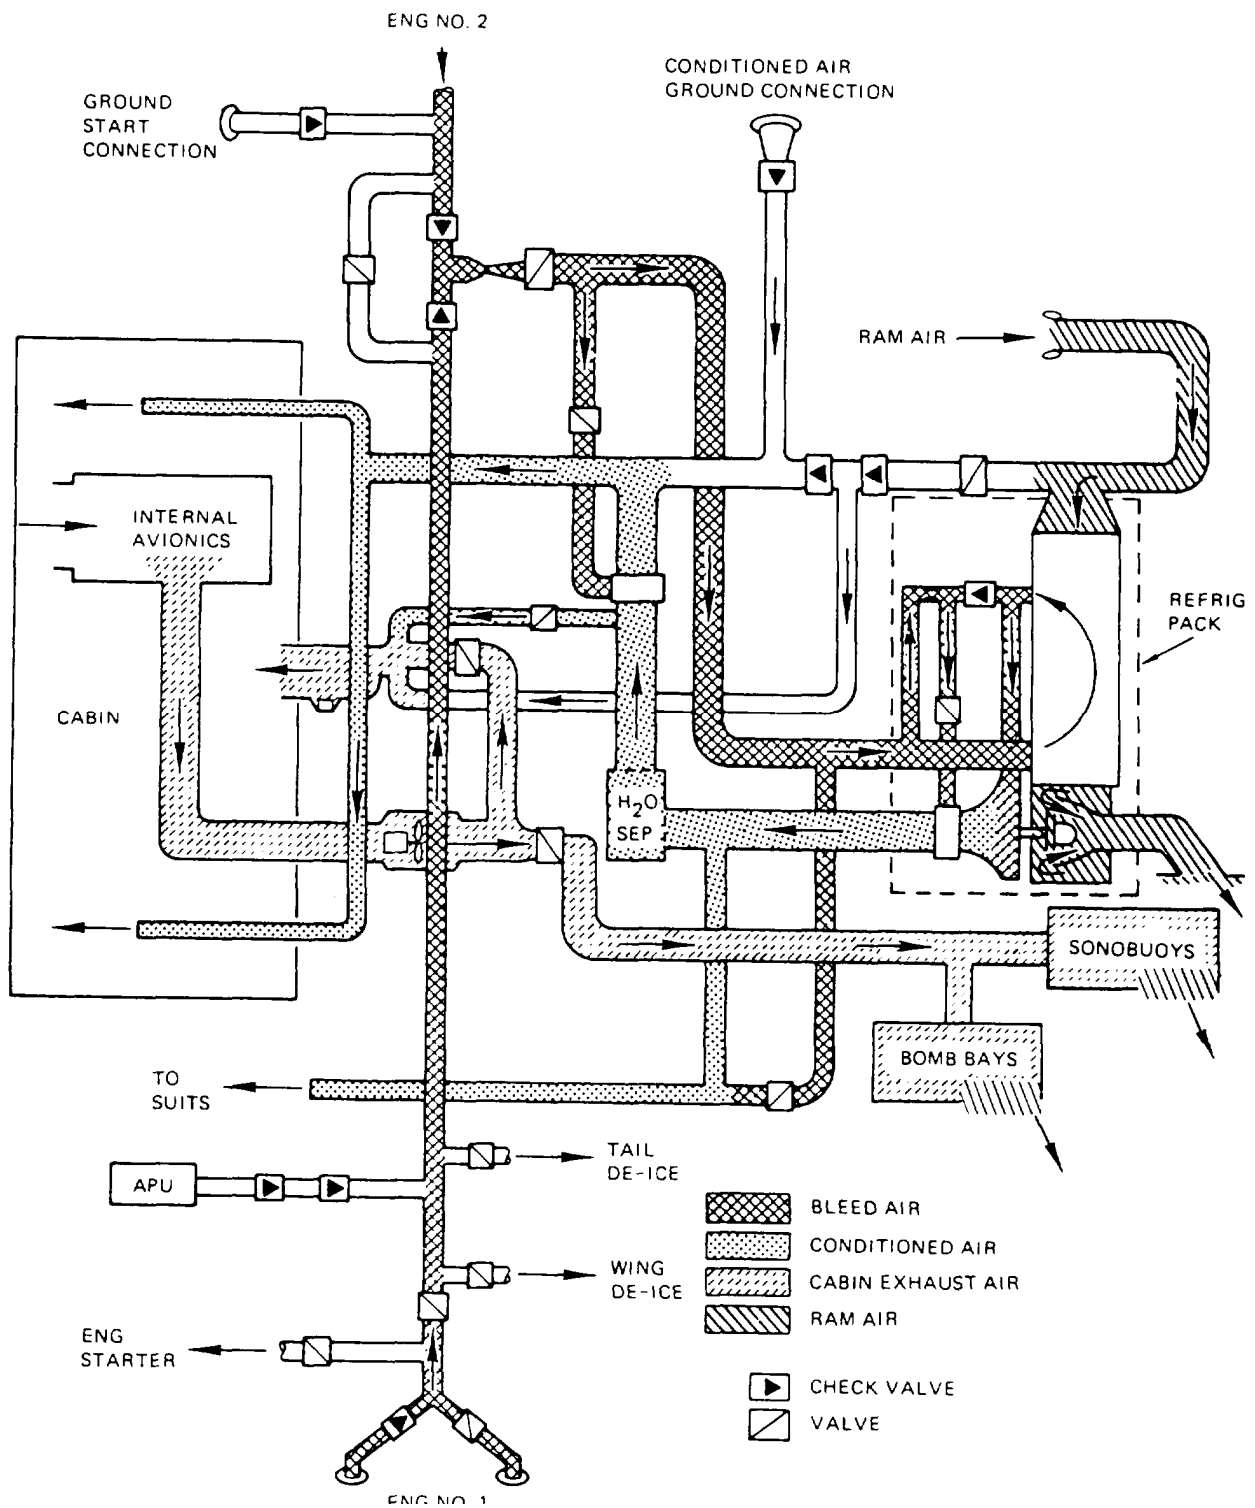 ENG NO. 2
CONDITIONED AIR
GROUND CONNECTION
GROUND
START
CONNECTION
RAM AIR
INTERNAL
AVIONICS
REFRIG
PACK
CABIN
H2O
SEP
SONOBUOYS
BOMB BAYS
TO
SUITS
TAIL
DE-ICE
APU
BLEED AIR
CONDITIONED AIR
WING
DE-ICE
CABIN EXHAUST AIR
RAM AIR
ENG
STARTER
CHECK VALVE
VALVE
ENG NO. 1